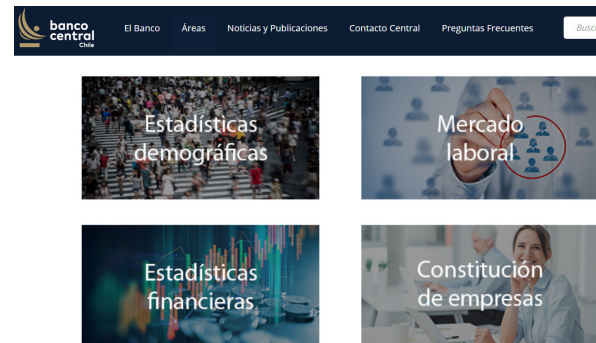 banco
central
Chile
El Banco Áreas Noticias y Publicaciones Contacto Central Preguntas Frecuentes
Estadísticas
demográficas
Mercado
laboral
Estadísticas
financieras
Constitución
de empresas